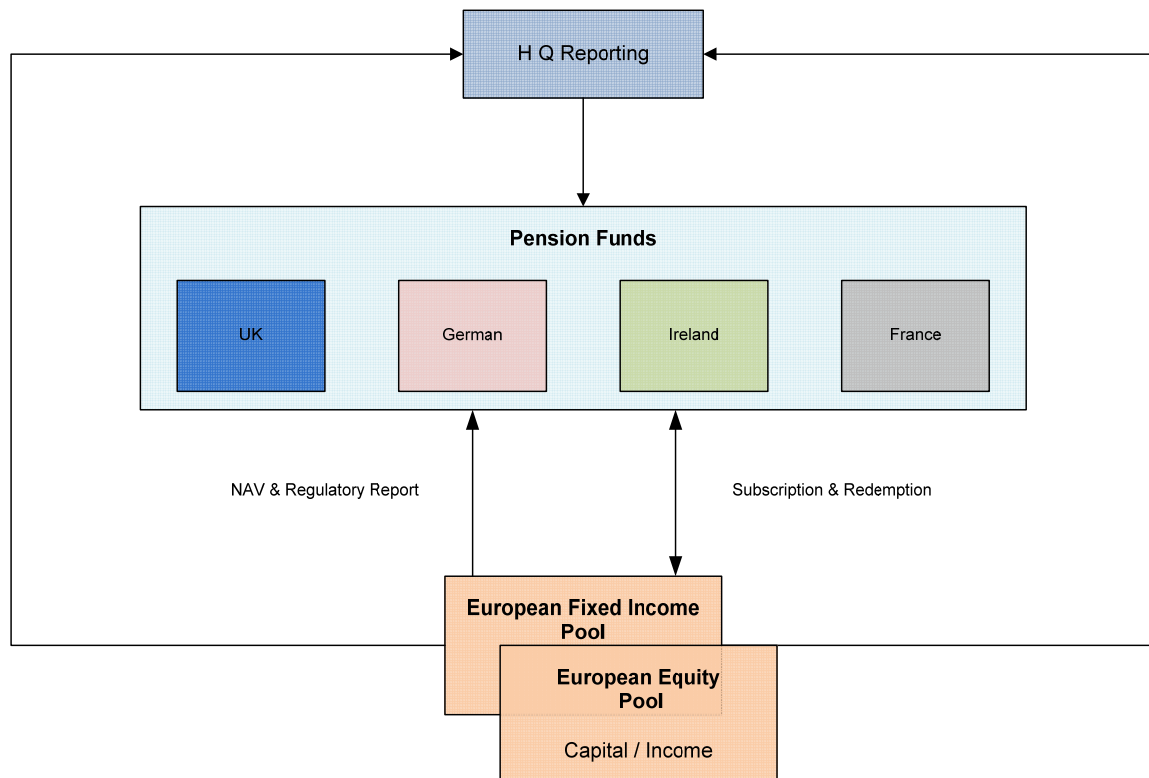 H Q Reporting
Pension Funds
UK
German
Ireland
France
NAV & Regulatory Report
Subscription & Redemption
European Fixed Income
Pool
European Equity
Pool
Capital / Income